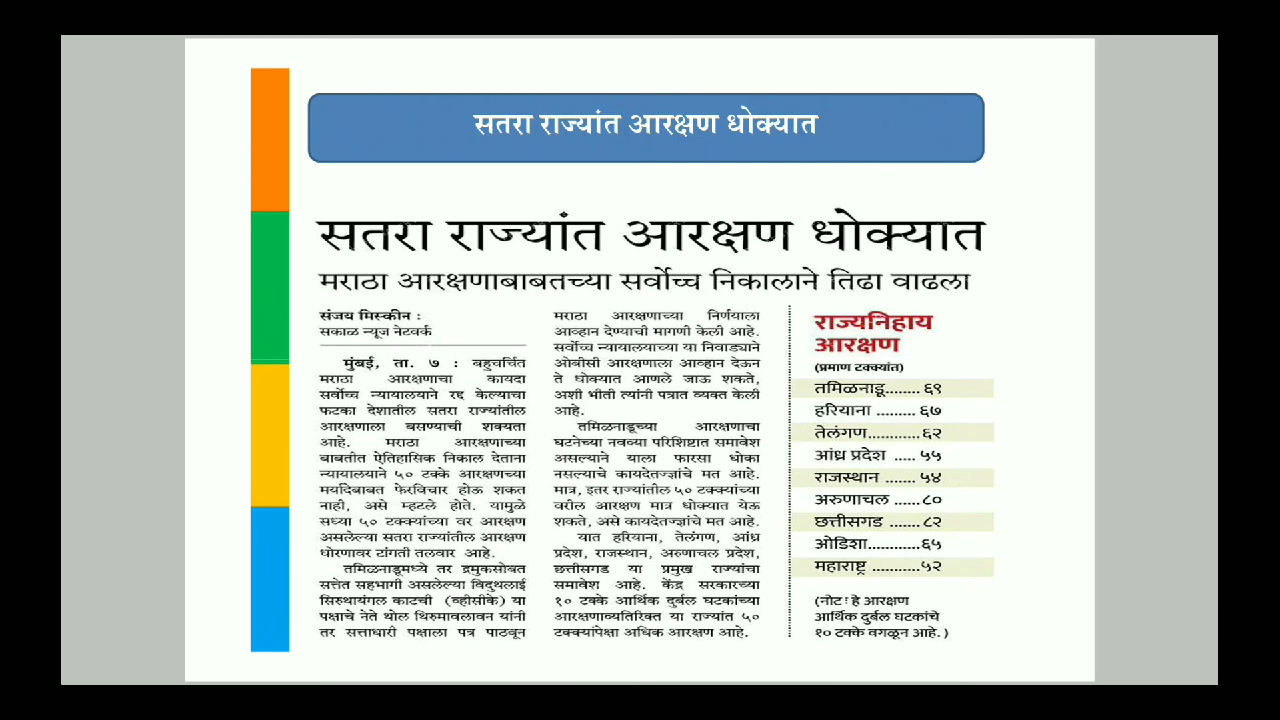 सतरा राज्यांत आरक्षण धोक्यात
सतरा राज्यांत आरक्षण धोक्यात
मराठा आरक्षणाबाबतच्या सर्वोच्च निकालाने तिढा वाढला
संजय मिस्कीन :
सकाळ न्यूज नेटवर्क
मुंबई, ता. ७ : बहुचर्चित
मराठा आरक्षणाचा कायदा
सर्वोच्च न्यायालयाने रद्द केल्याचा
फटका देशातील सतरा राज्यांतील
आरक्षणाला बसण्याची शक्यता
आहे. मराठा आरक्षणाच्या
बाबतीत ऐतिहासिक निकाल देताना
न्यायालयाने ५० टक्के आरक्षणच्या
मर्यादेबाबत फेरविचार होऊ शकत
नाही, असे म्हटले होते. यामुळे
सध्या ५० टक्क्यांच्या वर आरक्षण
असलेल्या सतरा राज्यांतील आरक्षण
धोरणावर टांगती तलवार आहे.
तमिळनाडूमध्ये तर द्रमुकसोबत
सत्तेत सहभागी असलेल्या विदुथलाई
सिरुथायंगल काटची (व्हीसीके) या
पक्षाचे नेते थोल थिरुमावलावन यांनी
तर सत्ताधारी पक्षाला पत्र पाठवून
मराठा आरक्षणाच्या निर्णयाला
आव्हान देण्याची मागणी केली आहे.
सर्वोच्च न्यायालयाच्या या निवाड्याने
ओबीसी आरक्षणाला आव्हान देऊन
ते धोक्यात आणले जाऊ शकते,
अशी भीती त्यांनी पत्रात व्यक्त केली
आहे.
तमिळनाडूच्या आरक्षणाचा
घटनेच्या नवव्या परिशिष्टात समावेश
असल्याने याला फारसा धोका
नसल्याचे कायदेतज्ज्ञांचे मत आहे.
मात्र, इतर राज्यांतील ५० टक्क्यांच्या
वरील आरक्षण मात्र धोक्यात येऊ
शकते, असे कायदेतज्ज्ञांचे मत आहे.
यात हरियाना, तेलंगण, आंध्र
प्रदेश, राजस्थान, अरुणाचल प्रदेश,
छत्तीसगड या प्रमुख राज्यांचा
समावेश आहे. केंद्र सरकारच्या
१० टक्के आर्थिक दुर्बल घटकांच्या
आरक्षणाव्यतिरिक्त या राज्यांत ५०
टक्क्यांपेक्षा अधिक आरक्षण आहे.
राज्यनिहाय
आरक्षण
(प्रमाण टक्क्यांत)
तमिळनाडू........ ६९
हरियाना ......... ६७
तेलंगण...........६२
आंध्र प्रदेश ..... ५५
राजस्थान ....... ५४
अरुणाचल ......८०
छत्तीसगड .......८२
ओडिशा...........६५
महाराष्ट्र ..........५२
(नोट : हे आरक्षण
आर्थिक दुर्बल घटकांचे
१० टक्के वगळून आहे. )